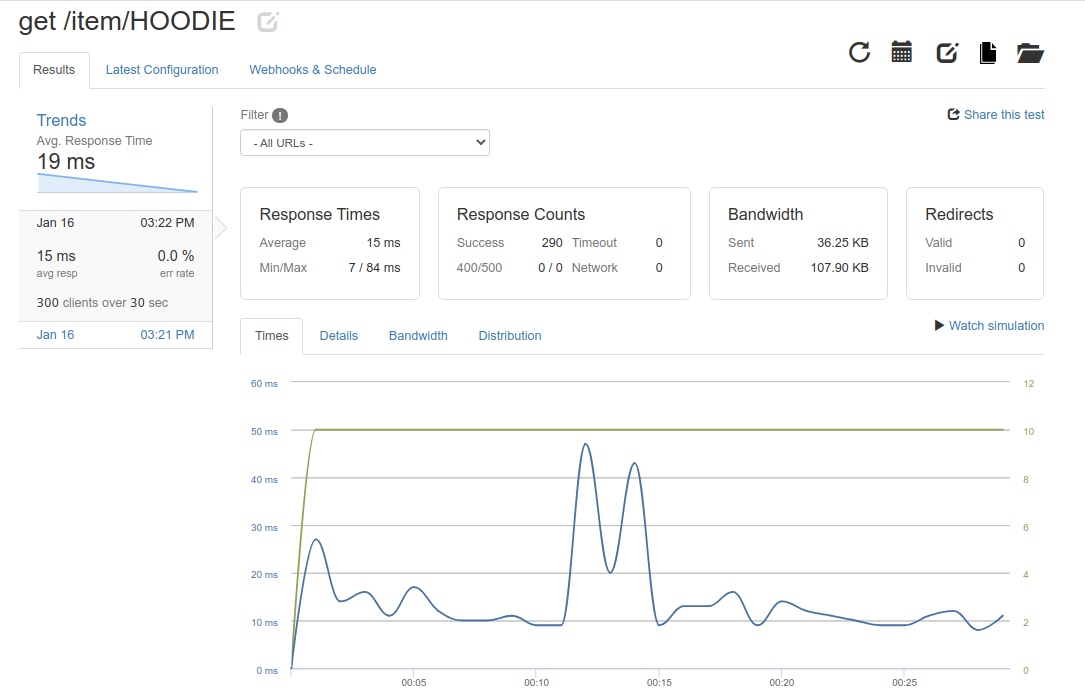 get /item/HOODIE
Results
Latest Configuration
Webhooks & Schedule
Trends
Avg. Response Time
19 ms
Jan 16 03:22 PM
15 ms 0.0 %
avg resp err rate
300 clients over 30 sec
Jan 16 03:21 PM
Filter !
Share this test
- All URLs -
Response Times
Average 15 ms
Min/Max 7 / 84 ms
Response Counts
Success 290 Timeout 0
400/500 0 / 0 Network 0
Bandwidth
Sent 36.25 KB
Received 107.90 KB
Redirects
Valid 0
Invalid 0
Times
Details
Bandwidth
Distribution
Watch simulation
60 ms 12
50 ms 10
40 ms 8
30 ms 6
20 ms 4
10 ms 2
0 ms 0
00:05 00:10 00:15 00:20 00:25